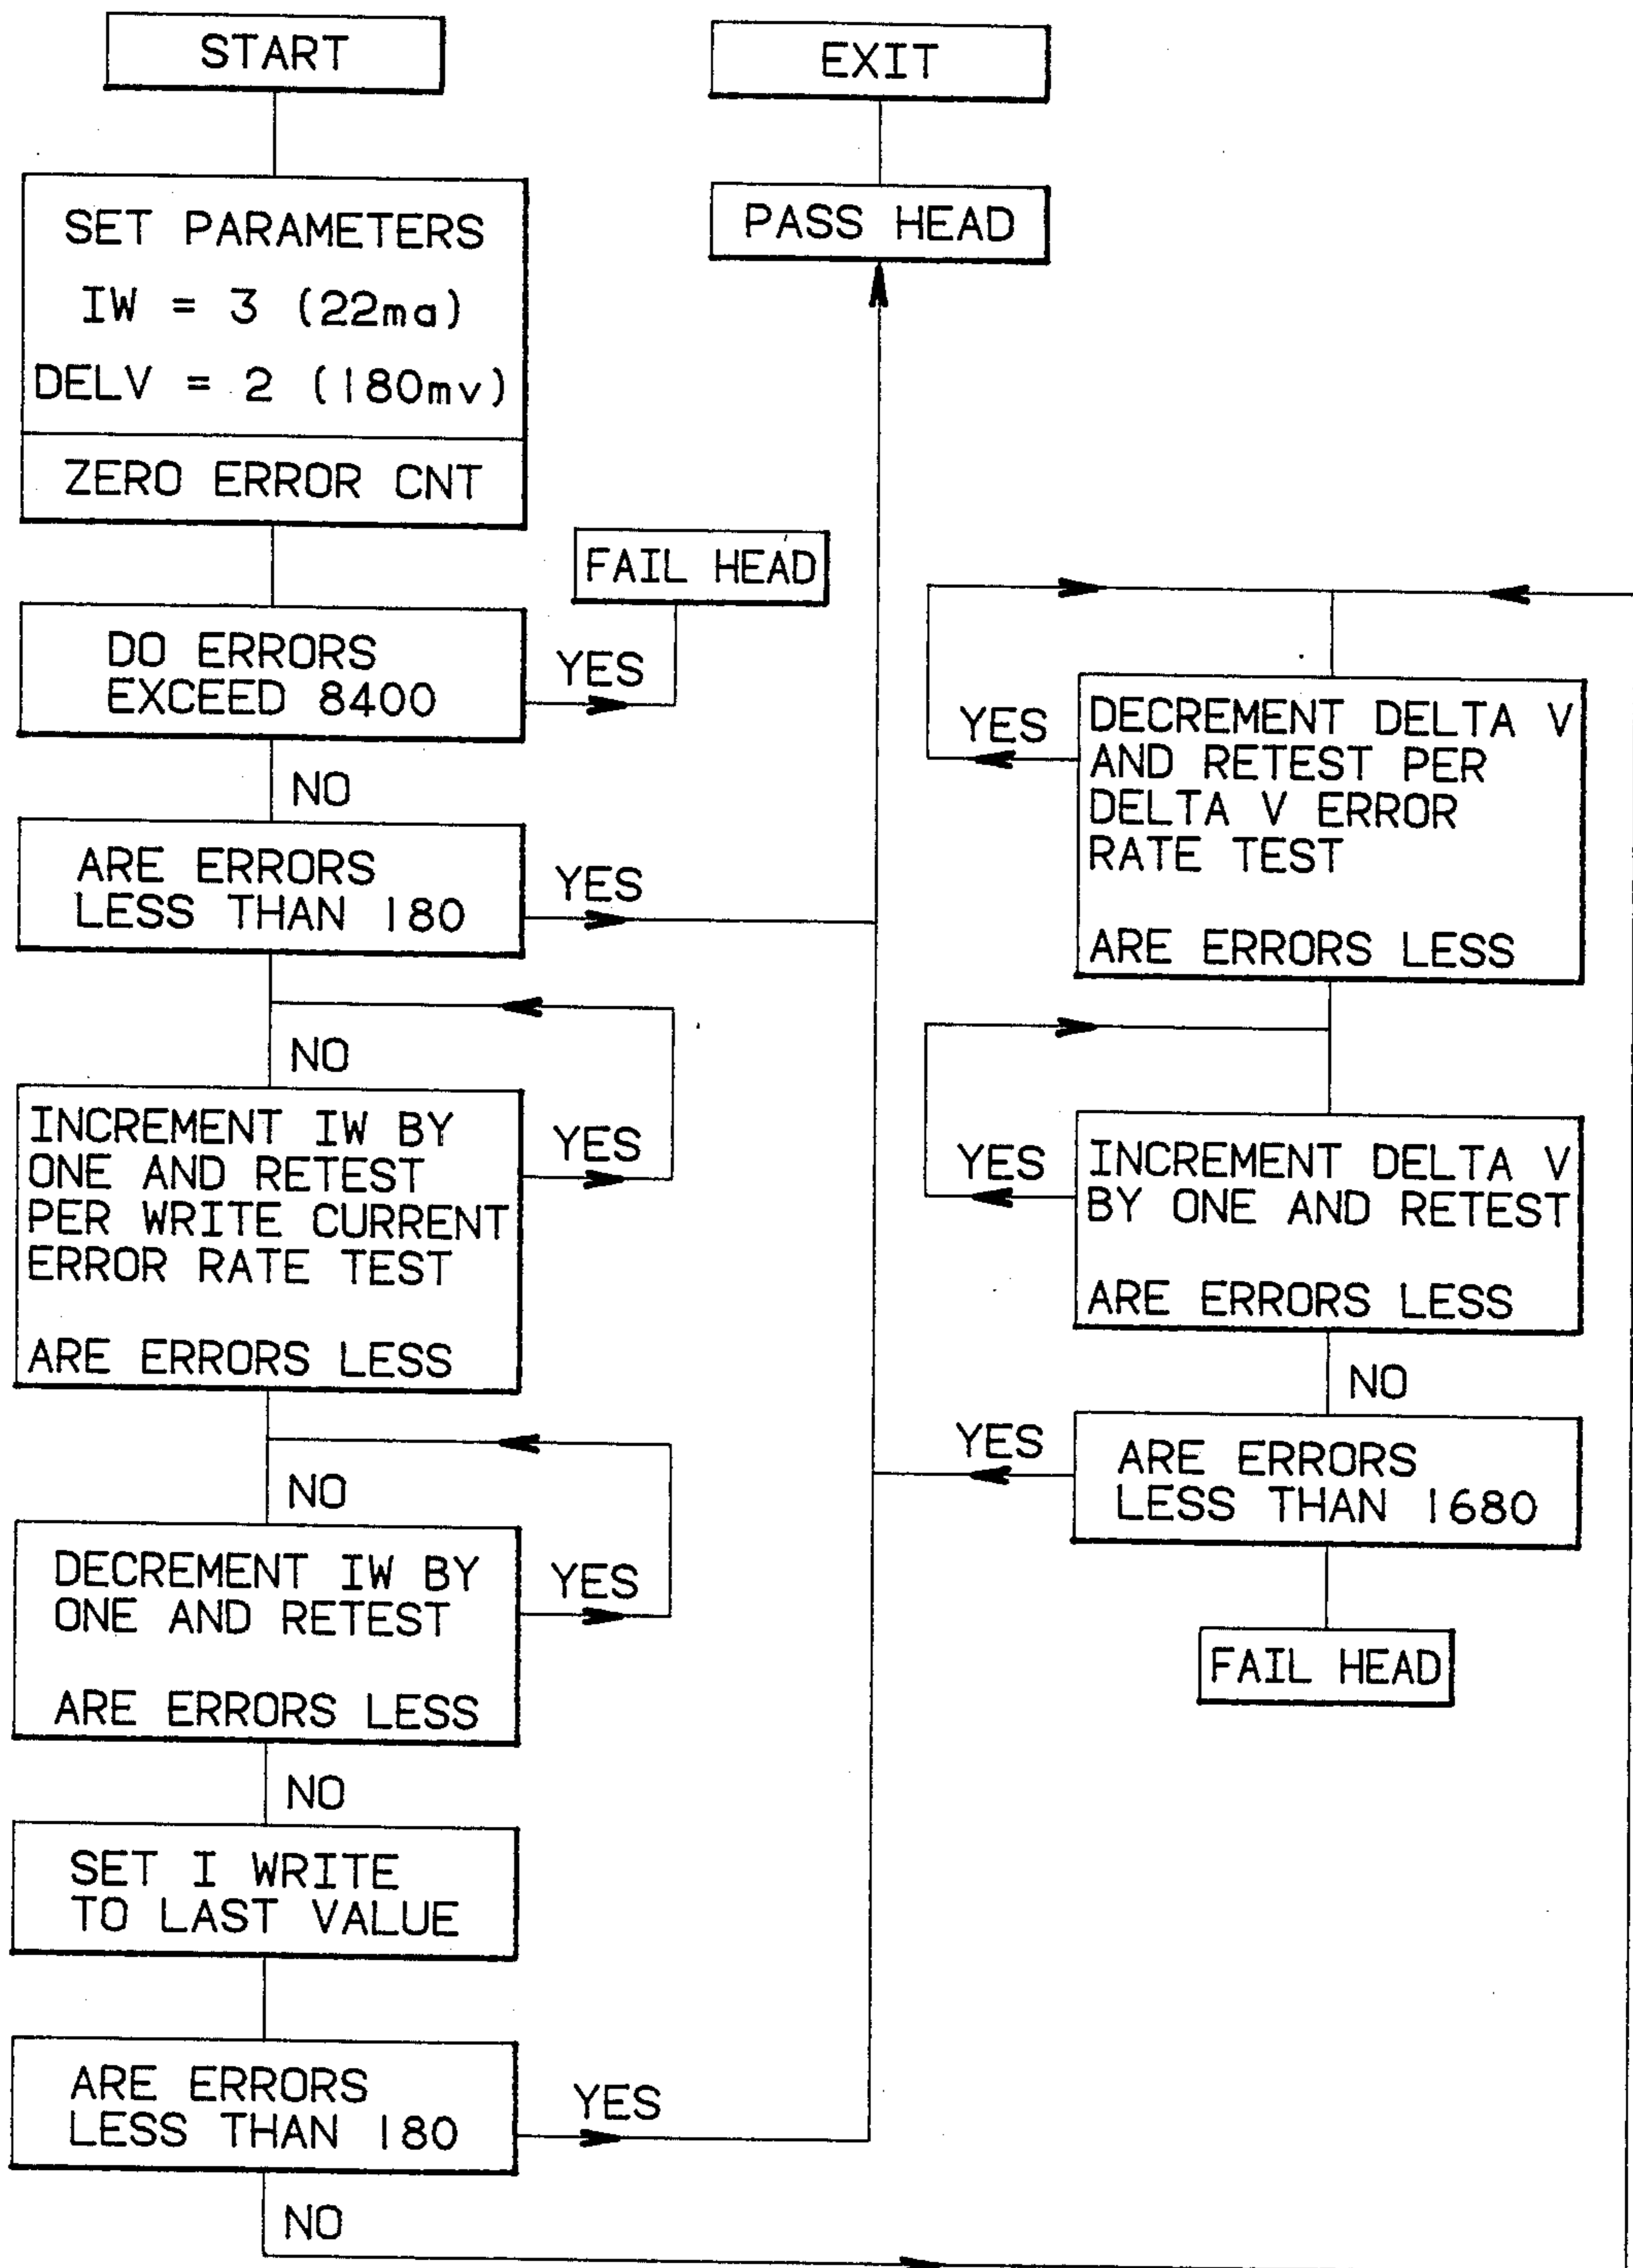 START
SET PARAMETERS
IW = 3 (22ma)
DELV = 2 (180mv)
ZERO ERROR CNT
DO ERRORS
EXCEED 8400
YES
FAIL HEAD
NO
ARE ERRORS
LESS THAN 180
YES
NO
INCREMENT IW BY
ONE AND RETEST
PER WRITE CURRENT
ERROR RATE TEST
ARE ERRORS LESS
YES
NO
DECREMENT IW BY
ONE AND RETEST
ARE ERRORS LESS
YES
NO
SET I WRITE
TO LAST VALUE
ARE ERRORS
LESS THAN 180
YES
NO
EXIT
PASS HEAD
YES
DECREMENT DELTA V
AND RETEST PER
DELTA V ERROR
RATE TEST
ARE ERRORS LESS
YES
INCREMENT DELTA V
BY ONE AND RETEST
ARE ERRORS LESS
NO
YES
ARE ERRORS
LESS THAN 1680
FAIL HEAD